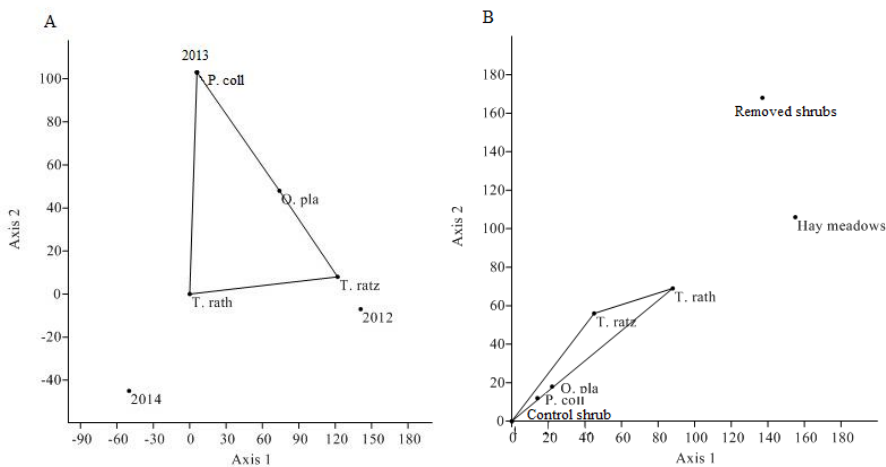 A
2013
P. coll
O. pla
T. ratz
T. rath
2012
2014
100
80
60
40
20
0
-20
-40
Axis 2
-90
-60
-30
0
30
60
90
120
150
180
Axis 1
B
Removed shrubs
Hay meadows
T. rath
T. ratz
O. pla
P. coll
Control shrub
180
160
140
120
100
80
60
40
20
0
Axis 2
0
20
40
60
80
100
120
140
160
180
Axis 1